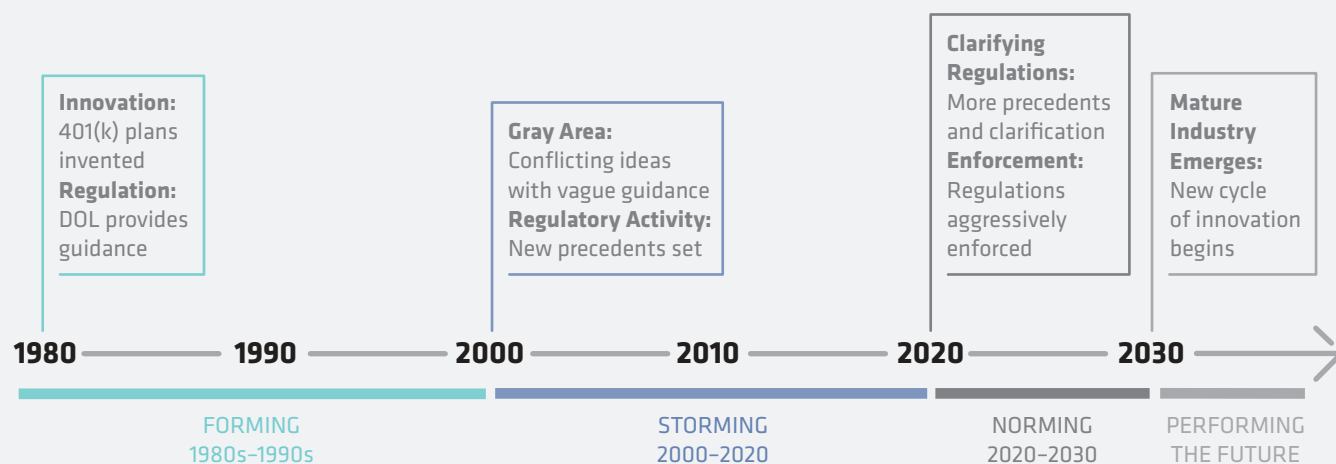 Innovation:
401(k) plans
invented
Regulation:
DOL provides
guidance
Gray Area:
Conflicting ideas
with vague guidance
Regulatory Activity:
New precedents set
Clarifying
Regulations:
More precedents
and clarification
Enforcement:
Regulations
aggressively
enforced
Mature
Industry
Emerges:
New cycle
of innovation
begins
1980 1990 2000 2010 2020 2030
FORMING
1980s–1990s
STORMING
2000–2020
NORMING
2020–2030
PERFORMING
THE FUTURE